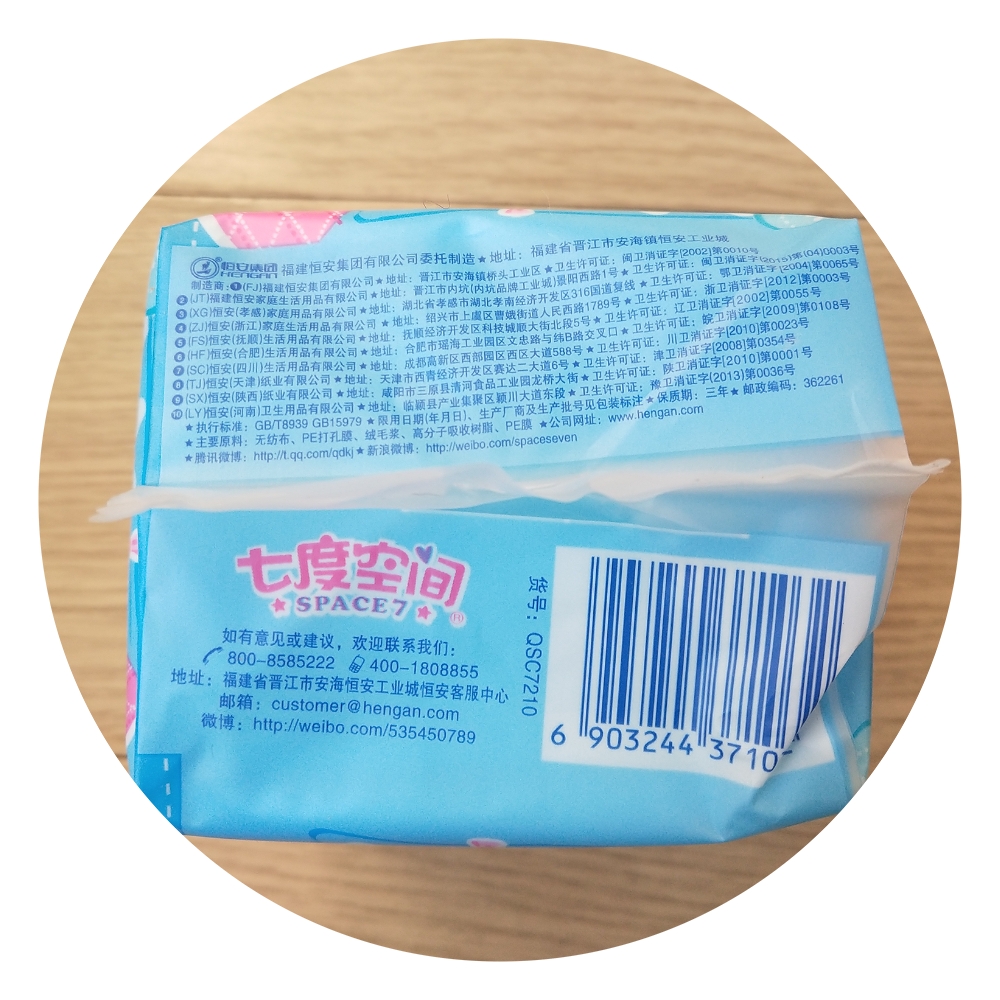 恒安集团 福建恒安集团有限公司委托制造★地址：福建省晋江市安海镇恒安工业城
HENGAN
制造商：❶(FJ)福建恒安集团有限公司★地址：晋江市安海镇桥头工业区★卫生许可证：闽卫消证字[2002]第0010号
❷(JT)福建恒安家庭生活用品有限公司★地址：晋江市内坑(内坑品牌工业城)景阳西路1号★卫生许可证：闽卫消证字[2015]第(04)0003号
❸(XG)恒安(孝感)家庭用品有限公司★地址：湖北省孝感市湖北孝南经济开发区316国道复线★卫生许可证：鄂卫消证字[2004]第0065号
❹(ZJ)恒安(浙江)家庭生活用品有限公司★地址：绍兴市上虞区曹娥街道人民西路1789号★卫生许可证：浙卫消证字[2012]第0003号
❺(FS)恒安(抚顺)生活用品有限公司★地址：抚顺经济开发区科技城顺大街北段5号★卫生许可证：辽卫消证字[2002]第0055号
❻(HF)恒安(合肥)生活用品有限公司★地址：合肥市瑶海工业园区文忠路与纬B路交叉口★卫生许可证：皖卫消证字[2009]第0108号
❼(SC)恒安(四川)生活用品有限公司★地址：成都高新区西部园区西区大道588号★卫生许可证：川卫消证字[2010]第0023号
❽(TJ)恒安(天津)纸业有限公司★地址：天津市西青经济开发区赛达二大道6号★卫生许可证：津卫消证字[2008]第0354号
❾(SX)恒安(陕西)纸业有限公司★地址：咸阳市三原县清河食品工业园龙桥大街★卫生许可证：陕卫消证字[2010]第0001号
❿(LY)恒安(河南)卫生用品有限公司★地址：临颍县产业集聚区颍川大道东段★卫生许可证：豫卫消证字[2013]第0036号
★执行标准：GB/T8939 GB15979★限用日期(年月日)、生产厂商及生产批号见包装标注★保质期：三年★邮政编码：362261
★主要原料：无纺布、PE打孔膜、绒毛浆、高分子吸收树脂、PE膜★公司网址：www.hengan.com
★腾讯微博：http://t.qq.com/qdkj★新浪微博：http://weibo.com/spaceseven
七度空间
SPACE7
如有意见或建议，欢迎联系我们：
800-8585222 400-1808855
地址：福建省晋江市安海恒安工业城恒安客服中心
邮箱：customer@hengan.com
微博：http://weibo.com/535450789
货号：QSC7210
6 903244 3710